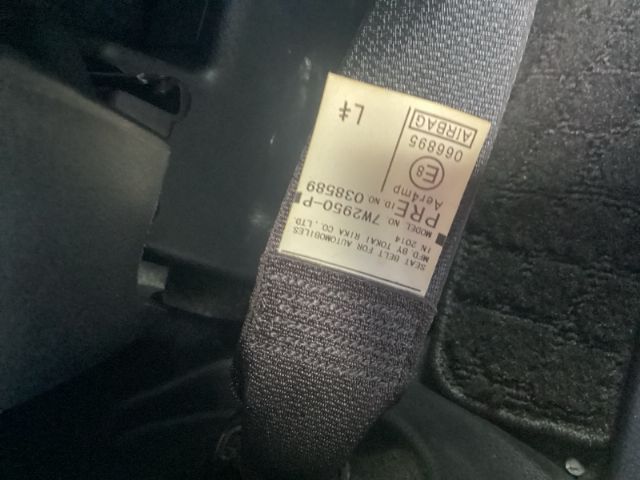 SEAT BELT FOR AUTOMOBILES
MFD BY TOKAI RIKA CO., LTD.
IN 2014
MODEL NO. 7W2950-P
PRE ID NO. 038589
Aer4mp
E8
066895
AIRBAG